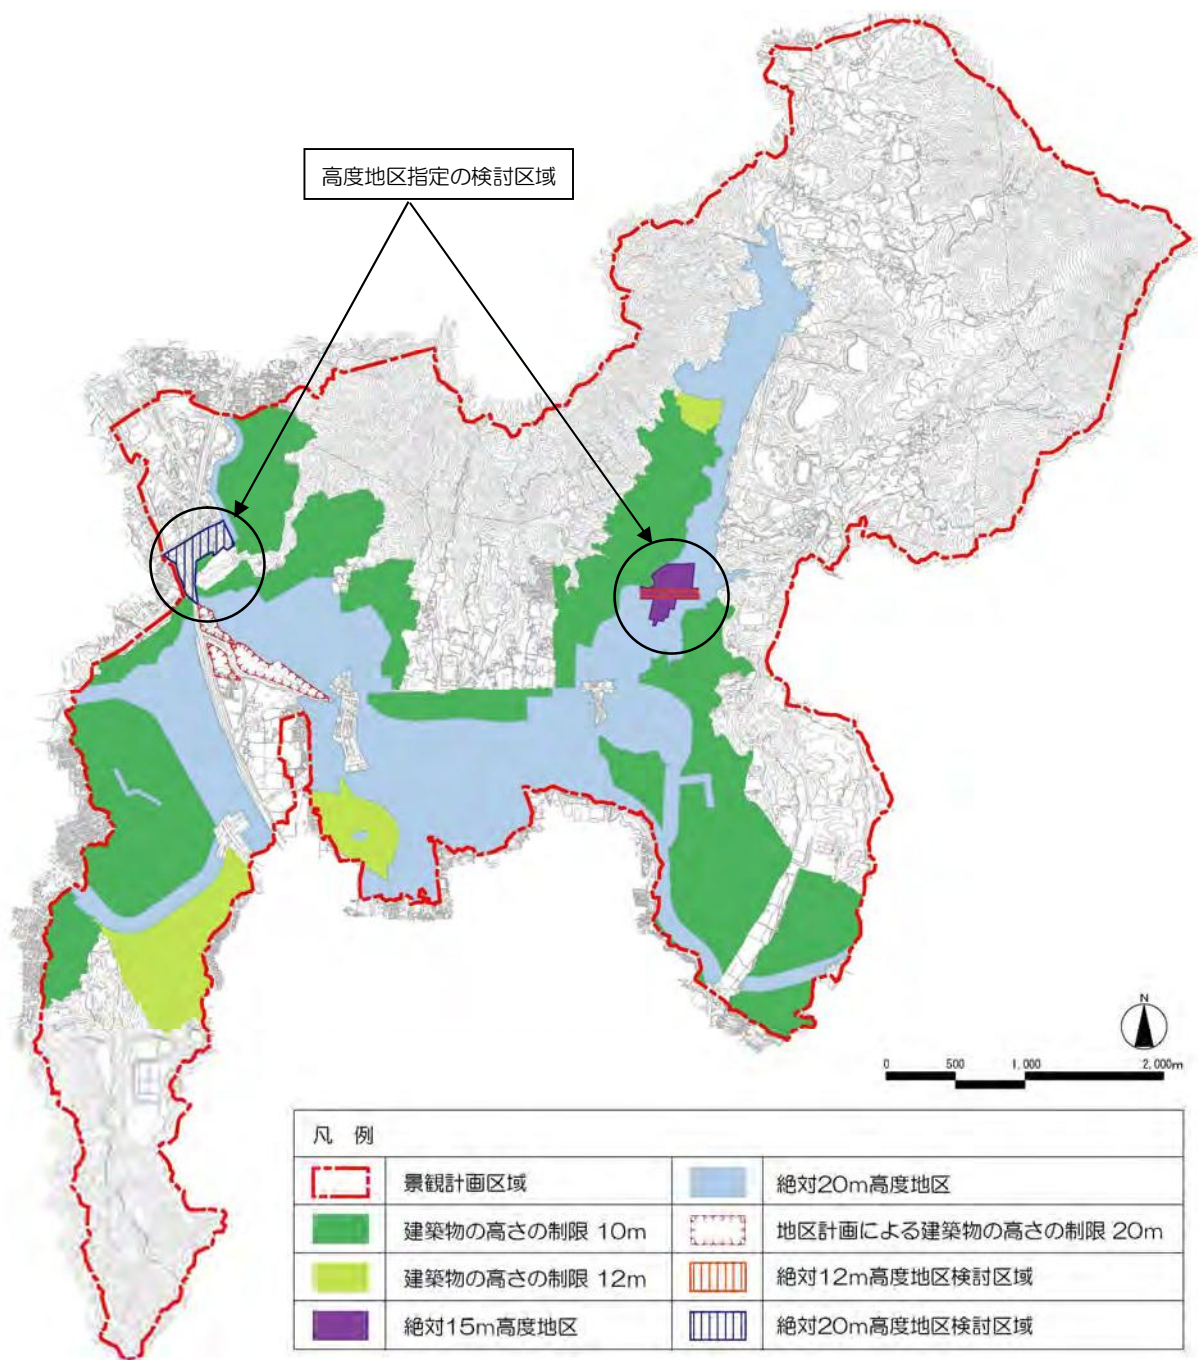 高度地区指定の検討区域
N
0 500 1,000 2,000m
凡 例
景観計画区域
絶対20m高度地区
建築物の高さの制限 10m
地区計画による建築物の高さの制限 20m
建築物の高さの制限 12m
絶対12m高度地区検討区域
絶対15m高度地区
絶対20m高度地区検討区域